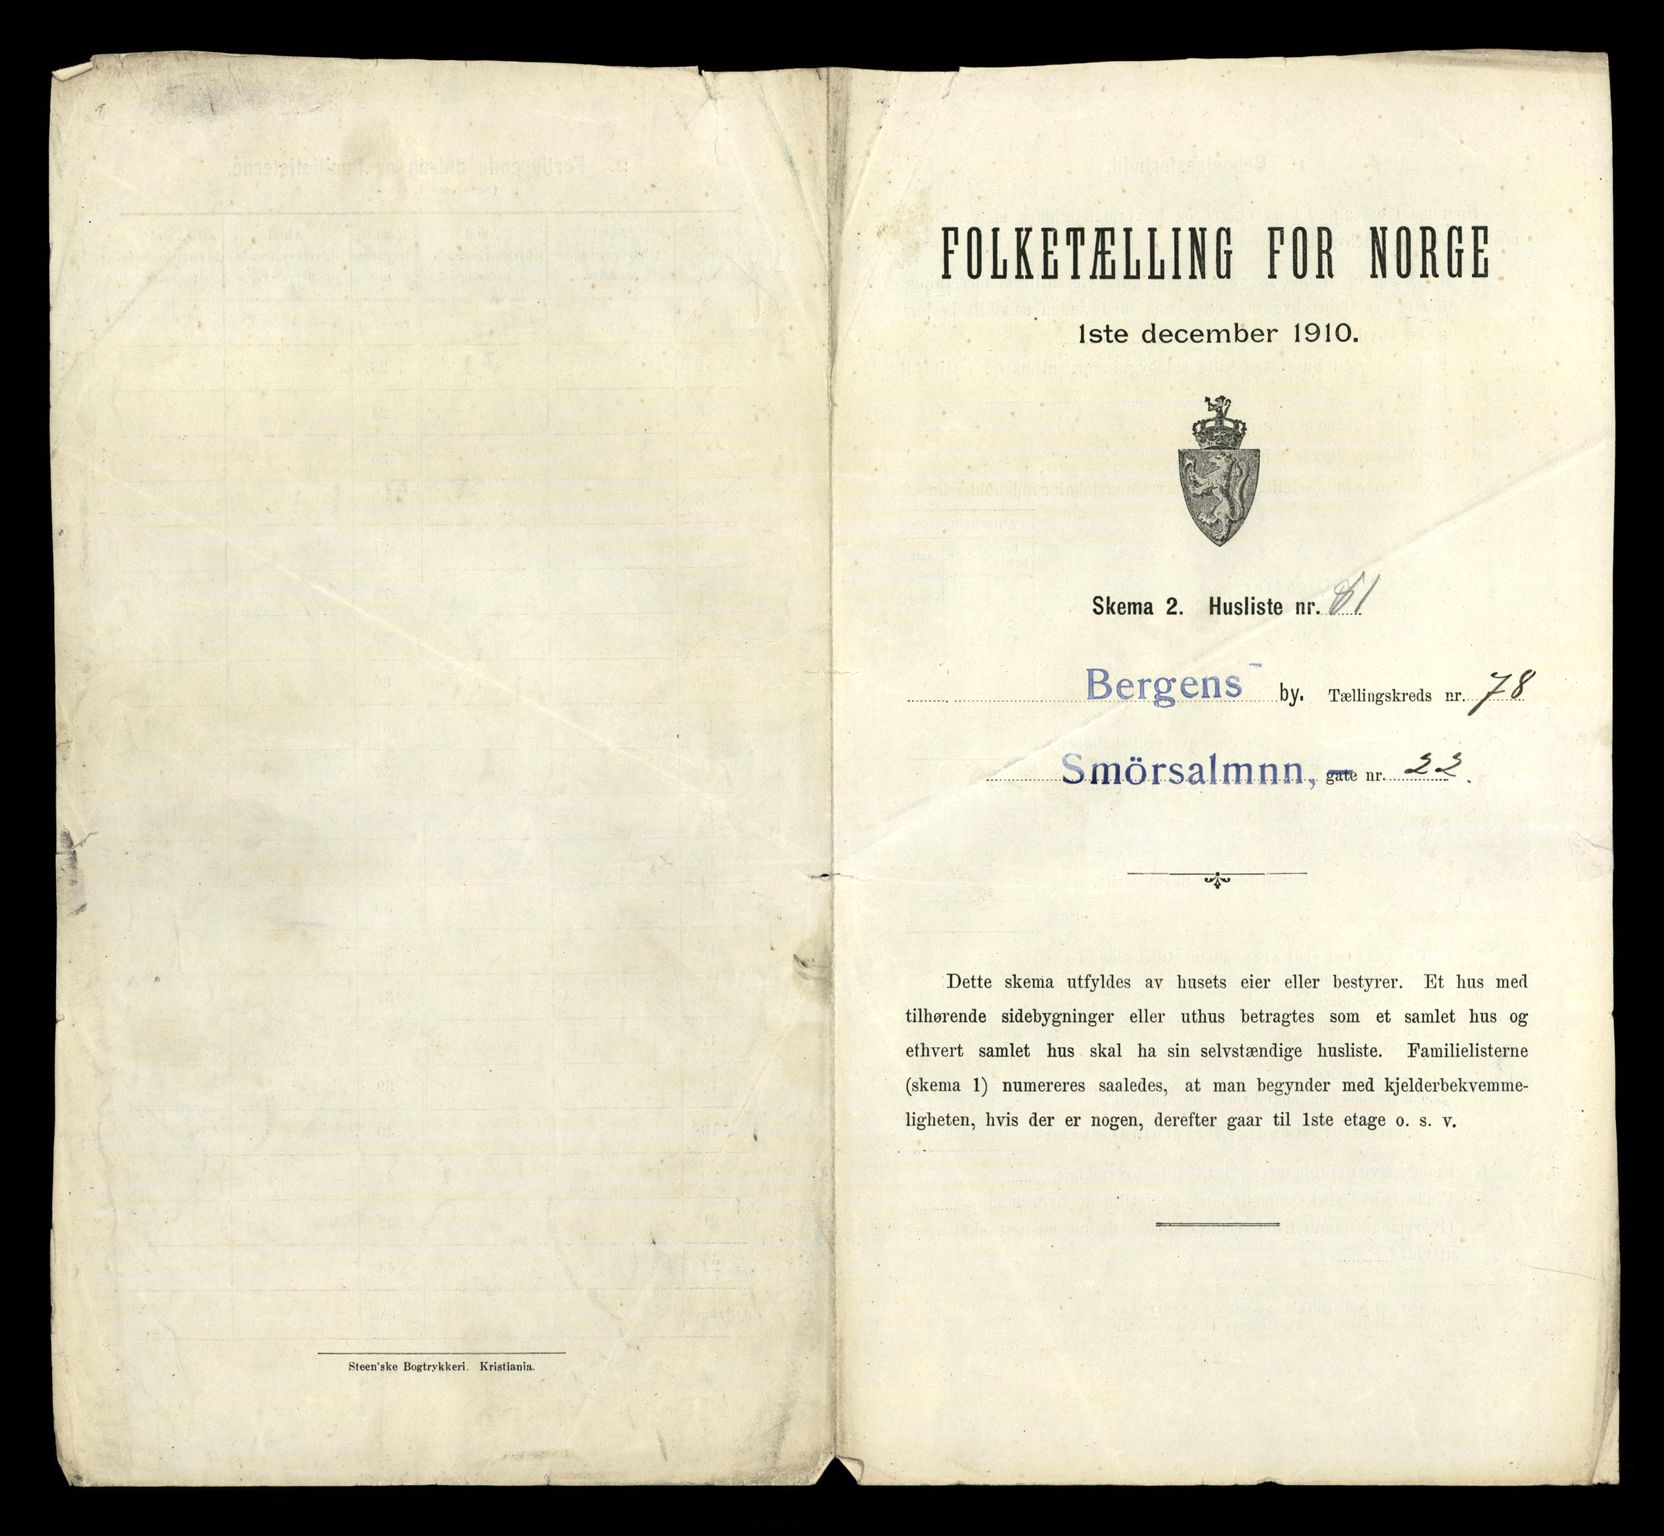 FOLKETÆLLING FOR NORGE
1ste december 1910.
Skema 2. Husliste nr. 81
Bergens by. Tællingskreds nr. 78
Smörsalmnn, gate nr. 22.
Dette skema utfyldes av husets eier eller bestyrer. Et hus med
tilhørende sidebygninger eller uthus betragtes som et samlet hus og
ethvert samlet hus skal ha sin selvstændige husliste. Familielisterne
(skema 1) numereres saaledes, at man begynder med kjelderbekvemme-
ligheten, hvis der er nogen, derefter gaar til 1ste etage o. s. v.
Steen'ske Bogtrykkeri. Kristiania.